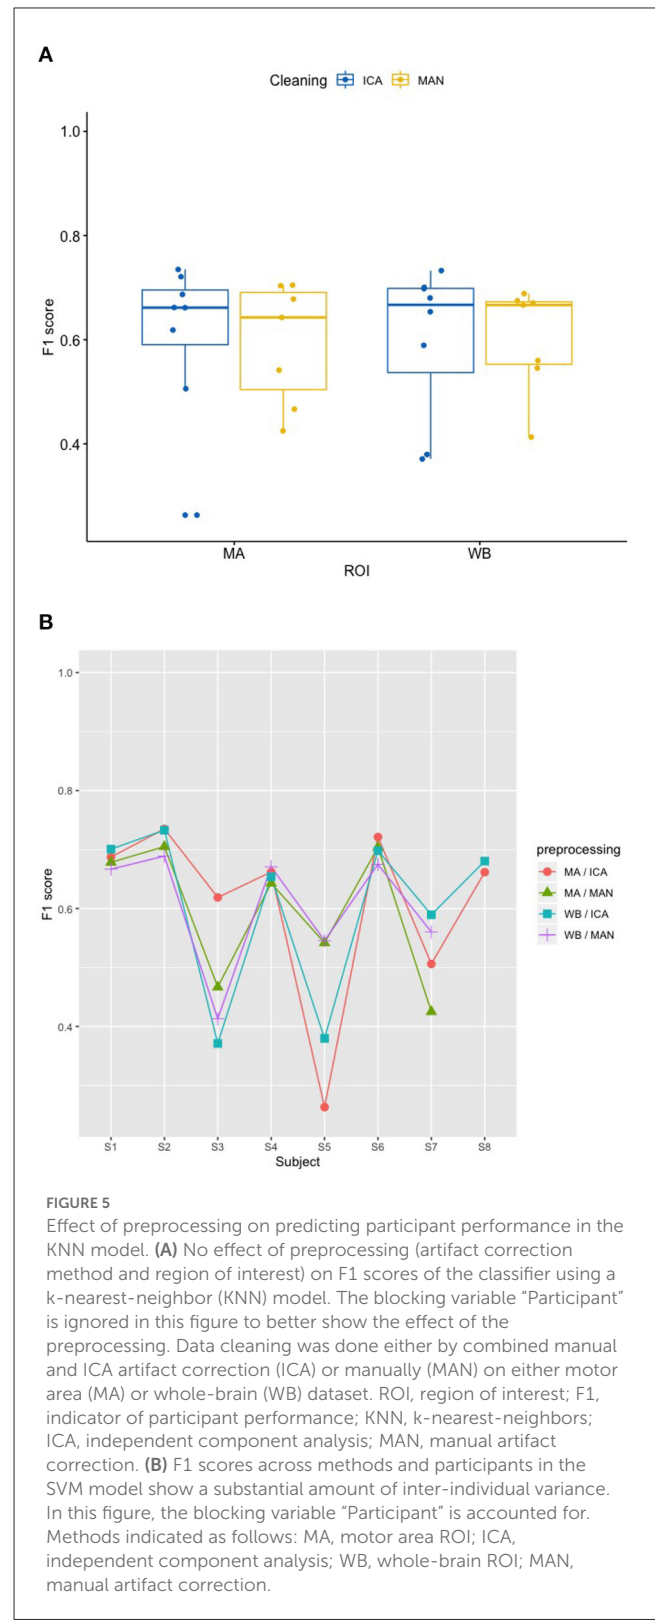 A
Cleaning ICA MAN
1.0
0.8
0.6
0.4
F1 score
MA WB
ROI
B
1.0
0.8
0.6
0.4
F1 score
S1 S2 S3 S4 S5 S6 S7 S8
Subject
preprocessing
MA / ICA
MA / MAN
WB / ICA
WB / MAN
FIGURE 5
Effect of preprocessing on predicting participant performance in the
KNN model. (A) No effect of preprocessing (artifact correction
method and region of interest) on F1 scores of the classifier using a
k-nearest-neighbor (KNN) model. The blocking variable “Participant”
is ignored in this figure to better show the effect of the
preprocessing. Data cleaning was done either by combined manual
and ICA artifact correction (ICA) or manually (MAN) on either motor
area (MA) or whole-brain (WB) dataset. ROI, region of interest; F1,
indicator of participant performance; KNN, k-nearest-neighbors;
ICA, independent component analysis; MAN, manual artifact
correction. (B) F1 scores across methods and participants in the
SVM model show a substantial amount of inter-individual variance.
In this figure, the blocking variable “Participant” is accounted for.
Methods indicated as follows: MA, motor area ROI; ICA,
independent component analysis; WB, whole-brain ROI; MAN,
manual artifact correction.